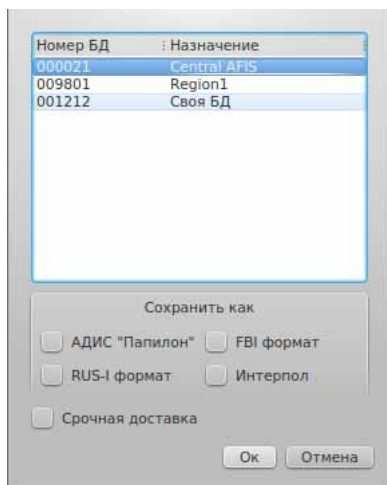 Номер БД Назначение
000021 Central AFIS
009801 Region1
001212 Своя БД
Сохранить как
АДИС "Папилон" FBI формат
RUS-I формат Интерпол
Срочная доставка
Ок Отмена